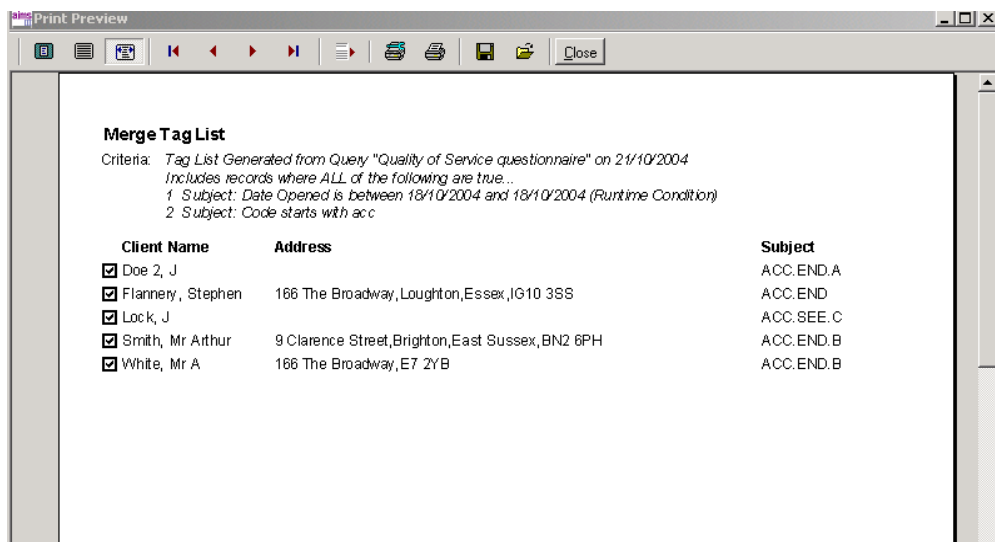 aims Print Preview
Close
Merge Tag List
Criteria: Tag List Generated from Query "Quality of Service questionnaire" on 21/10/2004
Includes records where ALL of the following are true...
1 Subject: Date Opened is between 18/10/2004 and 18/10/2004 (Runtime Condition)
2 Subject: Code starts with acc
Client Name Address Subject
Doe 2, J ACC.END.A
Flannery, Stephen 166 The Broadway,Loughton,Essex,IG10 3SS ACC.END
Lock, J ACC.SEE.C
Smith, Mr Arthur 9 Clarence Street,Brighton,East Sussex,BN2 6PH ACC.END.B
White, Mr A 166 The Broadway,E7 2YB ACC.END.B